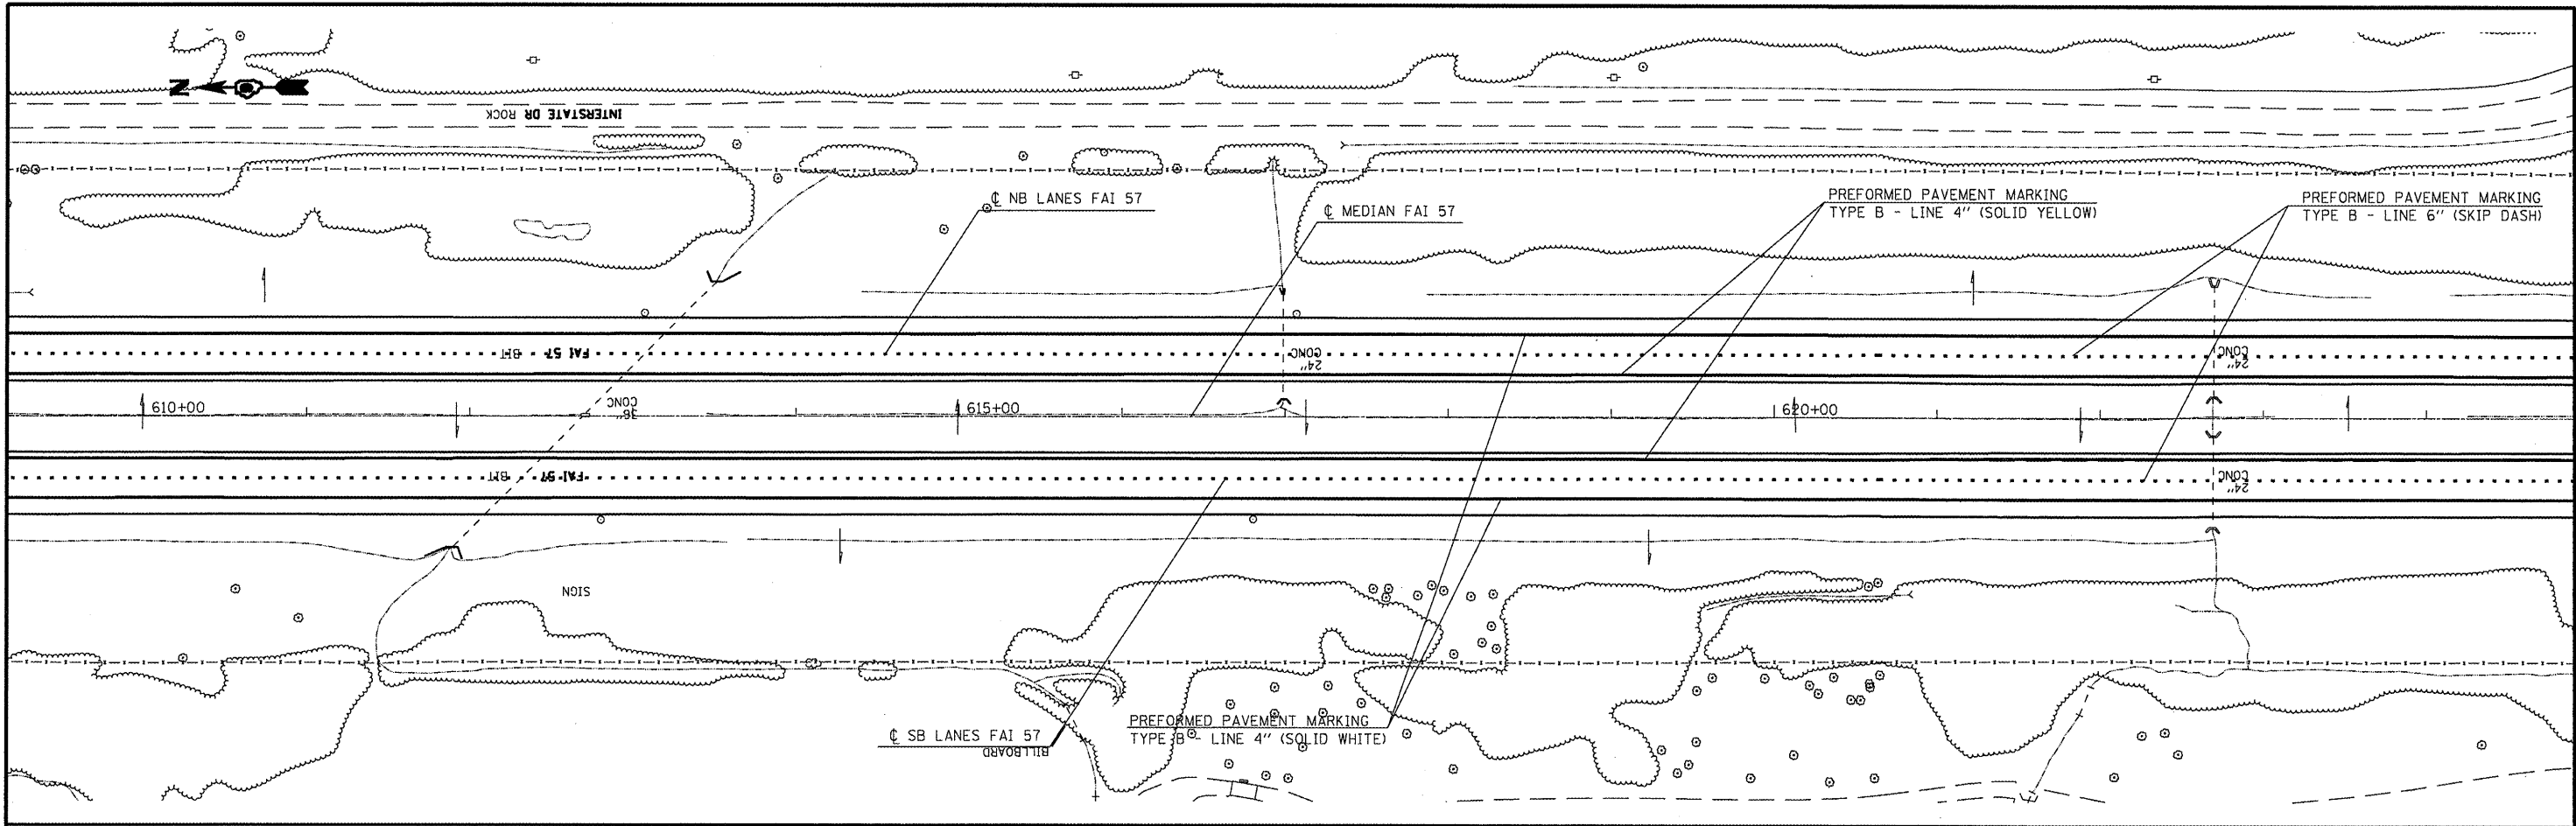 N
INTERSTATE DR ROCK
℄ NB LANES FAI 57
℄ MEDIAN FAI 57
PREFORMED PAVEMENT MARKING
TYPE B - LINE 4" (SOLID YELLOW)
PREFORMED PAVEMENT MARKING
TYPE B - LINE 6" (SKIP DASH)
FAI 57 BIT
24"
CONC
24"
CONC
610+00
36"
CONC
615+00
620+00
FAI 57 BIT
24"
CONC
SIGN
℄ SB LANES FAI 57
BILLBOARD
PREFORMED PAVEMENT MARKING
TYPE B - LINE 4" (SOLID WHITE)